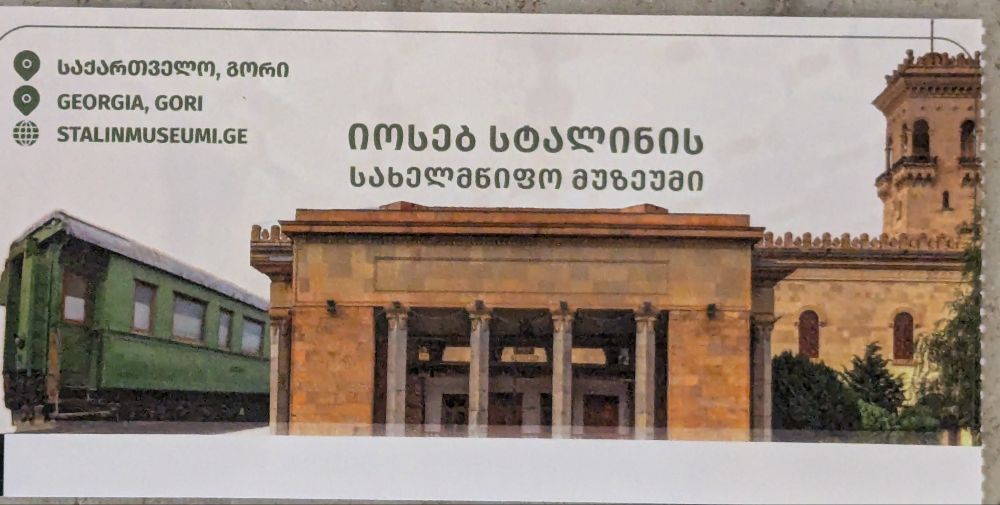 საქართველო, გორი
GEORGIA, GORI
STALINMUSEUMI.GE
იოსებ სტალინის
სახელმწიფო მუზეუმი